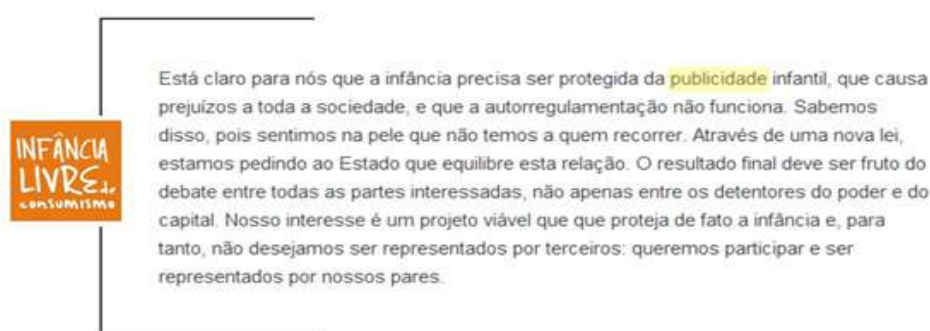 INFÂNCIA
LIVRE do
consumismo
Está claro para nós que a infância precisa ser protegida da publicidade infantil, que causa
prejuízos a toda a sociedade, e que a autorregulamentação não funciona. Sabemos
disso, pois sentimos na pele que não temos a quem recorrer. Através de uma nova lei,
estamos pedindo ao Estado que equilibre esta relação. O resultado final deve ser fruto do
debate entre todas as partes interessadas, não apenas entre os detentores do poder e do
capital. Nosso interesse é um projeto viável que que proteja de fato a infância e, para
tanto, não desejamos ser representados por terceiros: queremos participar e ser
representados por nossos pares.